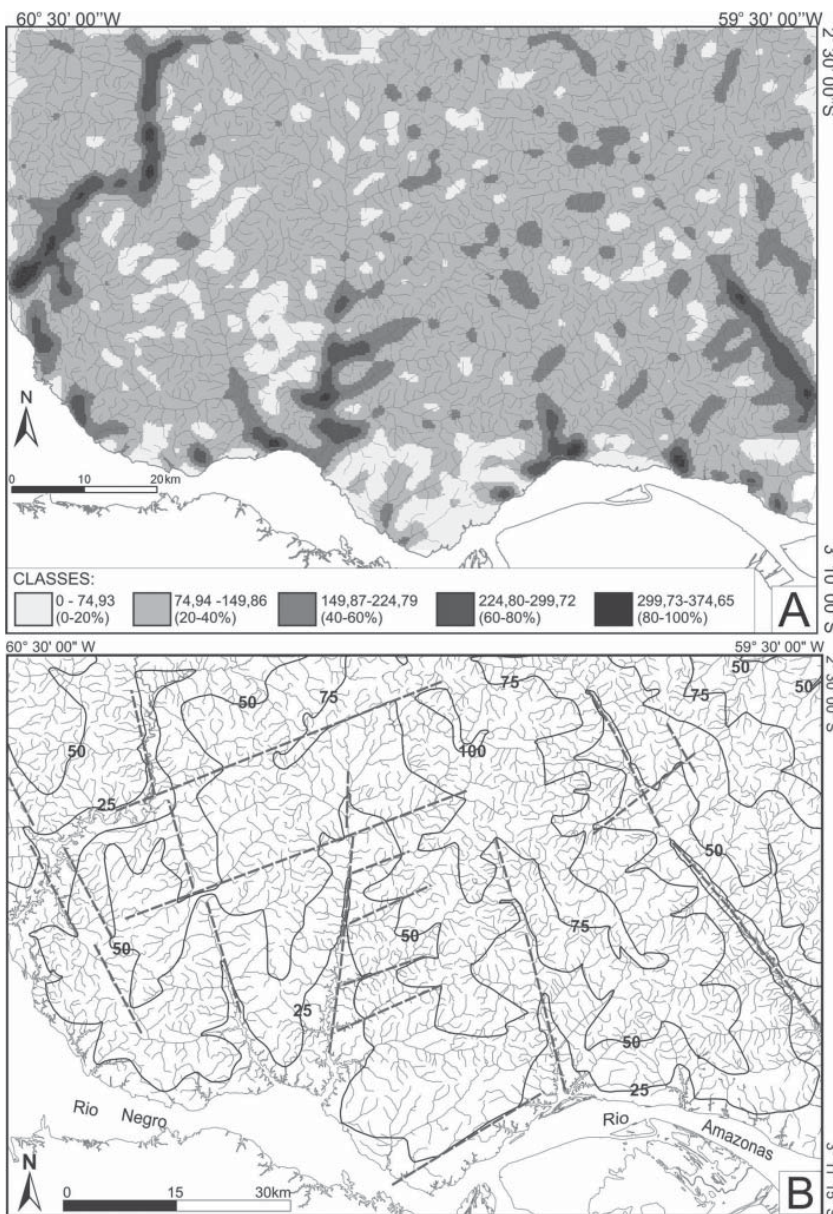 60° 30' 00''W 59° 30' 00''W
2° 30' 00'' S
N
0 10 20km
3° 10' 00'' S
CLASSES:
0 - 74,93 74,94 -149,86 149,87-224,79 224,80-299,72 299,73-374,65
(0-20%) (20-40%) (40-60%) (60-80%) (80-100%)
A
60° 30' 00" W 59° 30' 00" W
2° 30' 00'' S
50 75 75 50 50
50 75
100
25
50
50 50 75
25
50
25
Rio Negro Rio Amazonas
N
0 15 30km
3° 11' 15" S
B